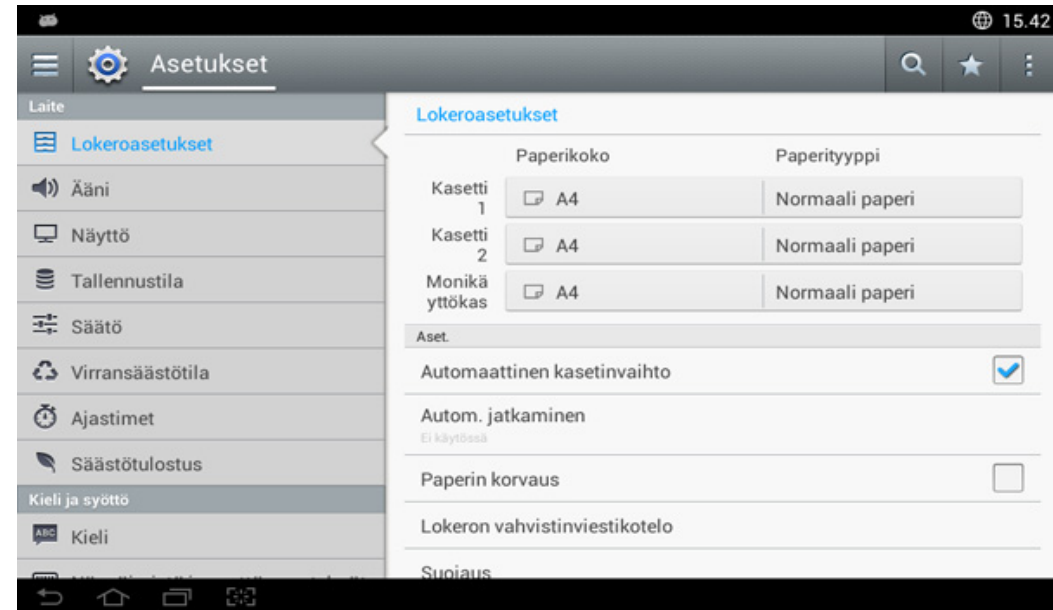 15.42
Asetukset
Laite
Lokeroasetukset
Ääni
Näyttö
Tallennustila
Säätö
Virransäästötila
Ajastimet
Säästötulostus
Kieli ja syöttö
ABC
Kieli
Lokeroasetukset
Paperikoko Paperityyppi
Kasetti
1
A4 Normaali paperi
Kasetti
2
A4 Normaali paperi
Monikä
yttökas
A4 Normaali paperi
Aset.
Automaattinen kasetinvaihto
Autom. jatkaminen
Ei käytössä
Paperin korvaus
Lokeron vahvistinviestikotelo
Suojaus